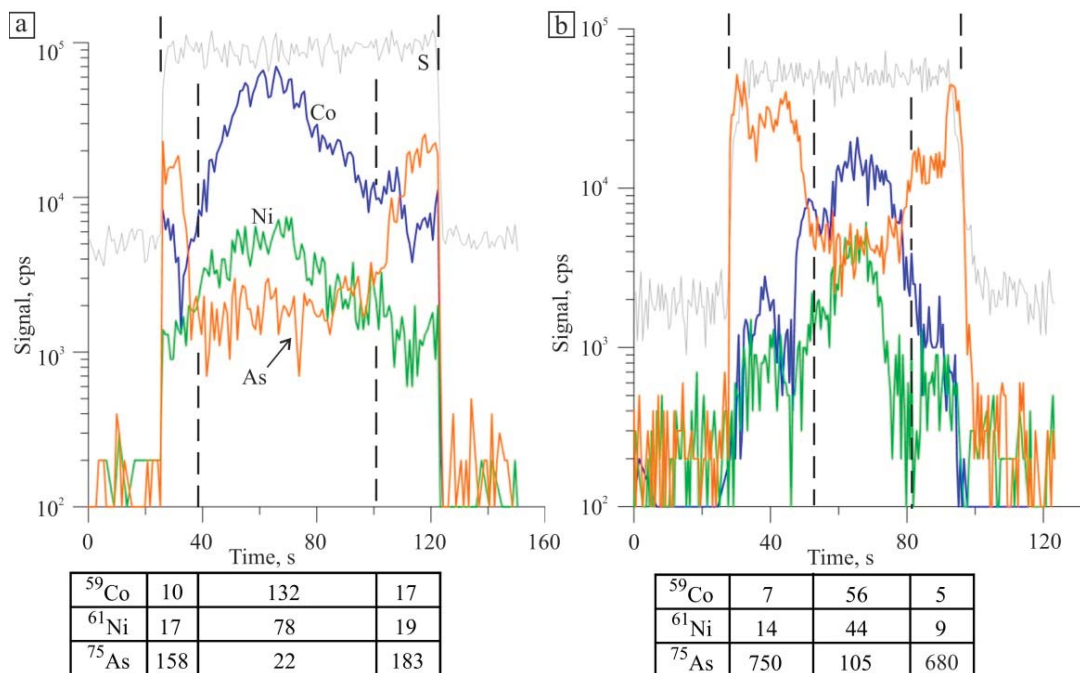 a
10⁵
10⁴
10³
10²
Signal, cps
S
Co
Ni
As
0 40 80 120 160
Time, s
⁵⁹Co 10 132 17
⁶¹Ni 17 78 19
⁷⁵As 158 22 183
b
10⁵
10⁴
10³
10²
Signal, cps
0 40 80 120
Time, s
⁵⁹Co 7 56 5
⁶¹Ni 14 44 9
⁷⁵As 750 105 680